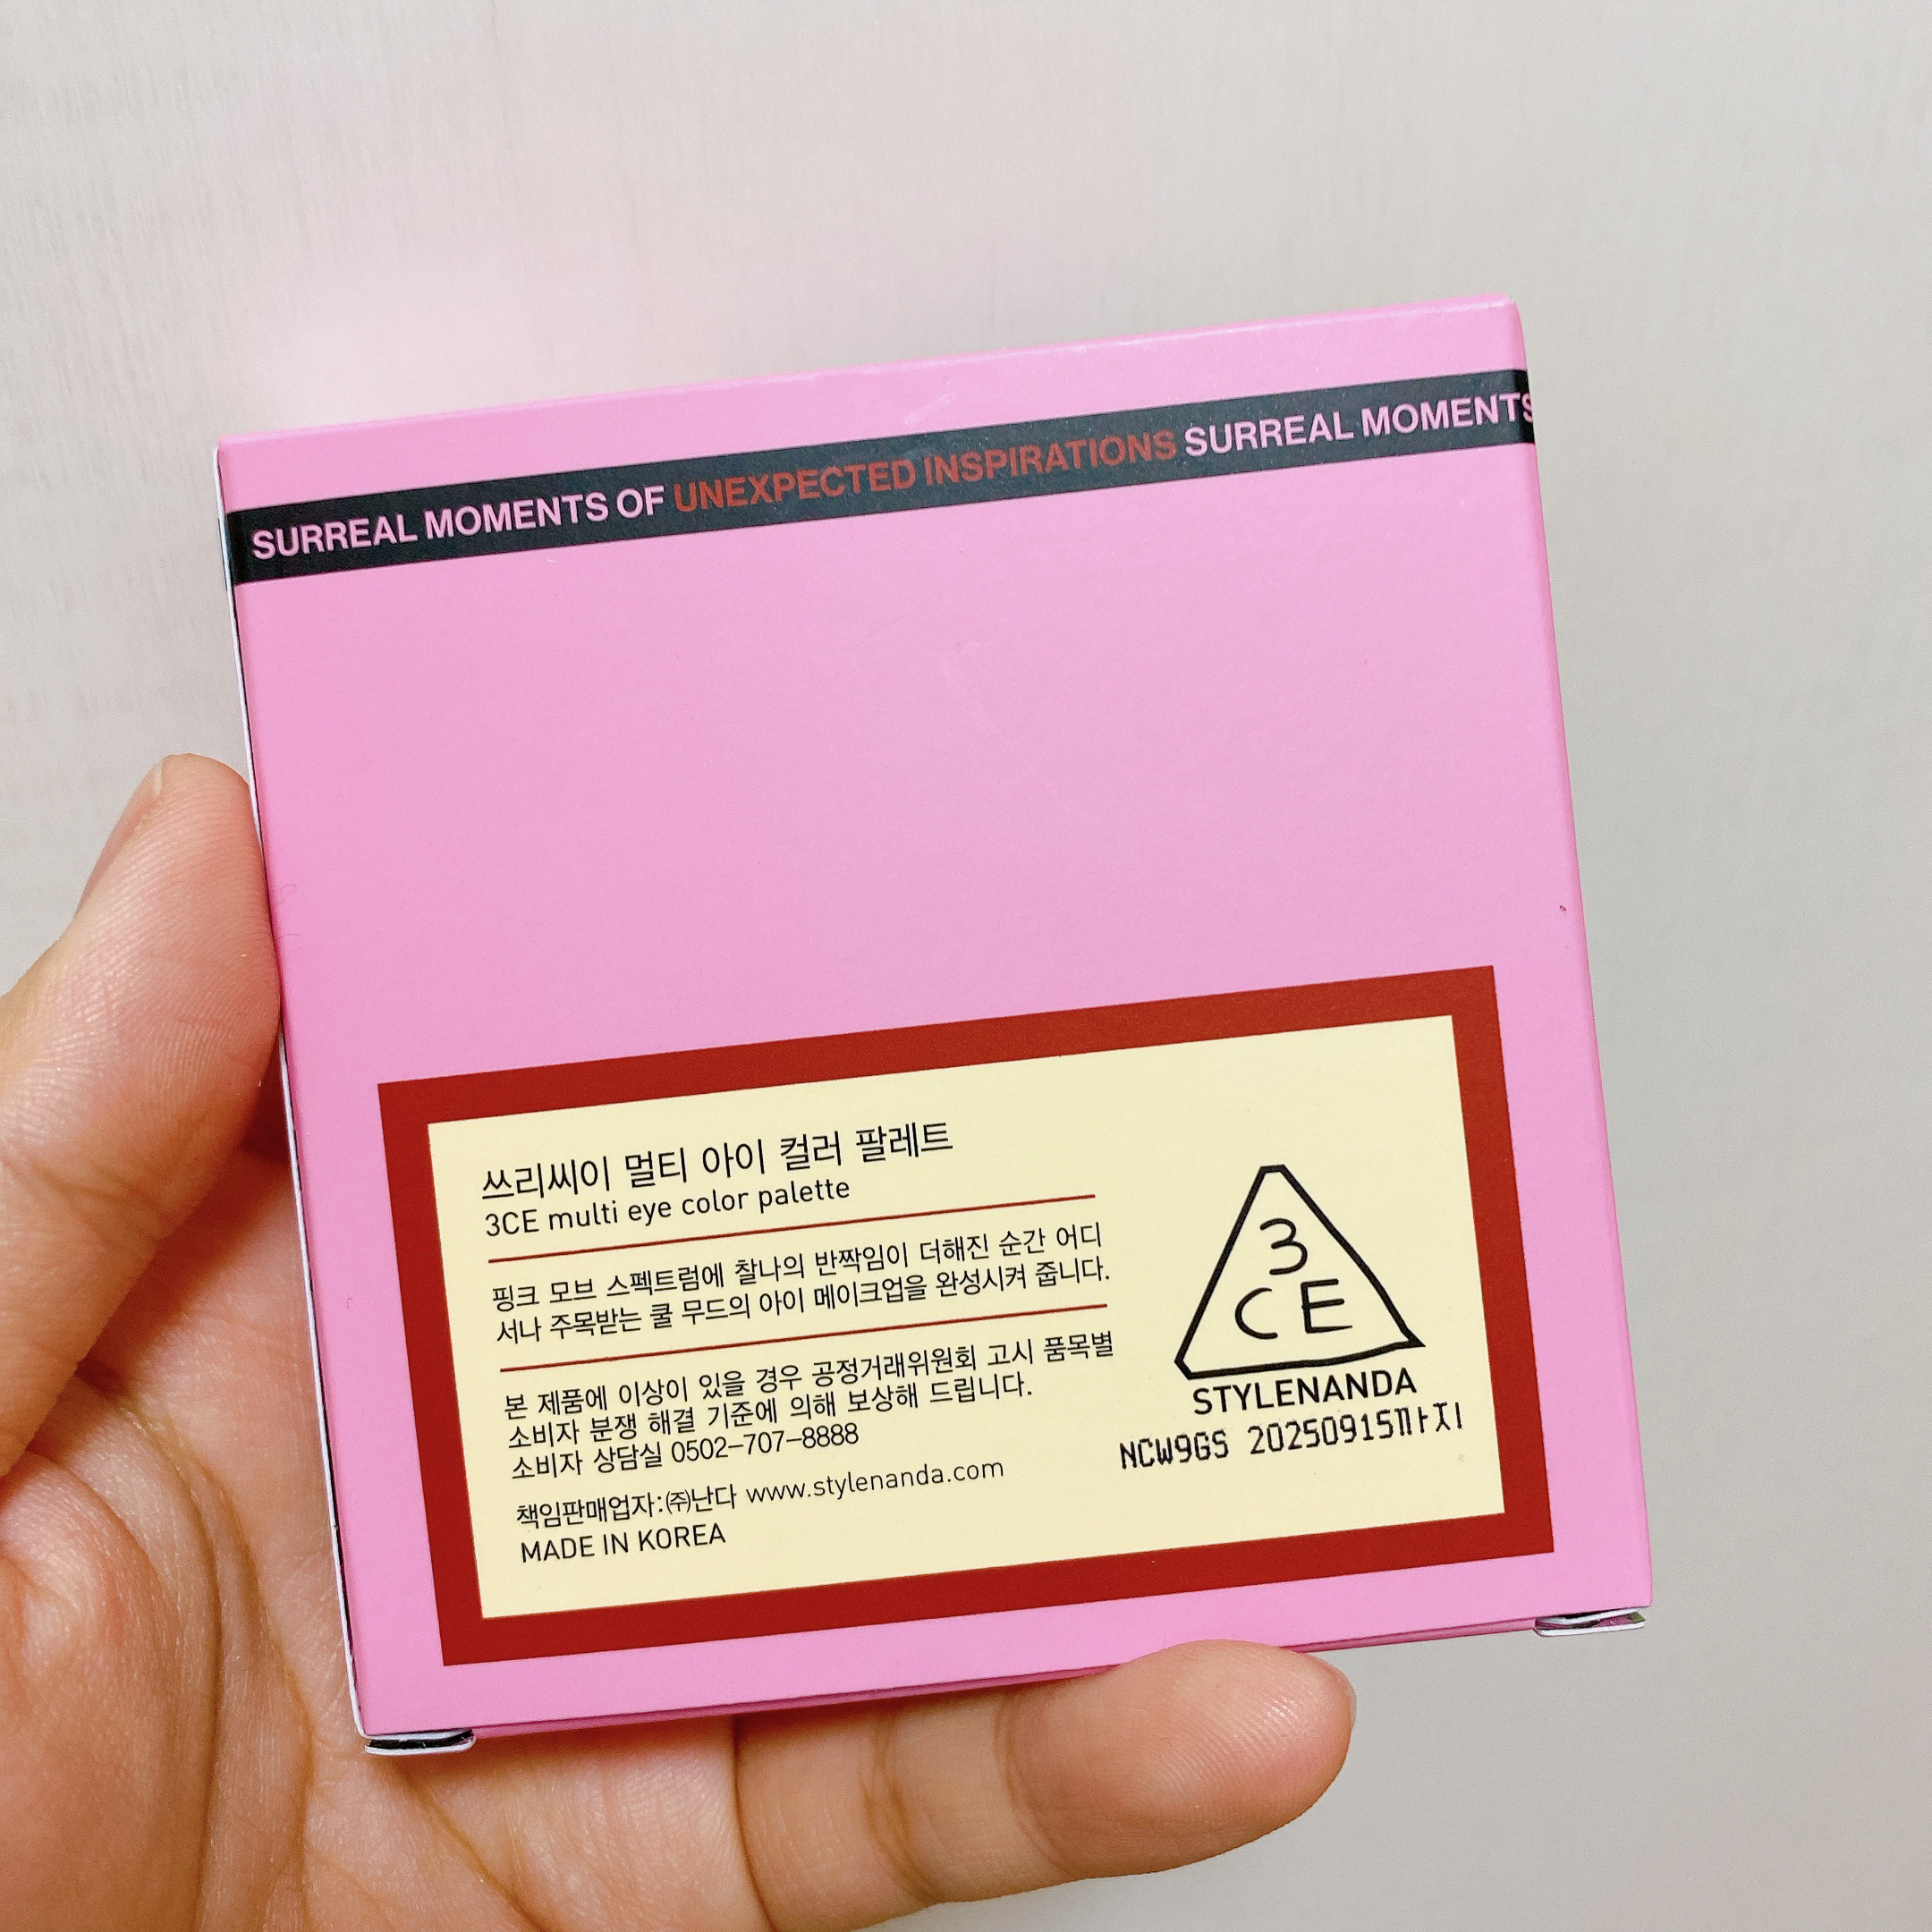 SURREAL MOMENTS OF UNEXPECTED INSPIRATIONS SURREAL MOMENTS
쓰리씨이 멀티 아이 컬러 팔레트
3CE multi eye color palette
핑크 모브 스펙트럼에 찰나의 반짝임이 더해진 순간 어디
서나 주목받는 쿨 무드의 아이 메이크업을 완성시켜 줍니다.
본 제품에 이상이 있을 경우 공정거래위원회 고시 품목별
소비자 분쟁 해결 기준에 의해 보상해 드립니다.
소비자 상담실 0502-707-8888
책임판매업자:㈜난다 www.stylenanda.com
MADE IN KOREA
3
CE
STYLENANDA
NCW9GS 20250915까지